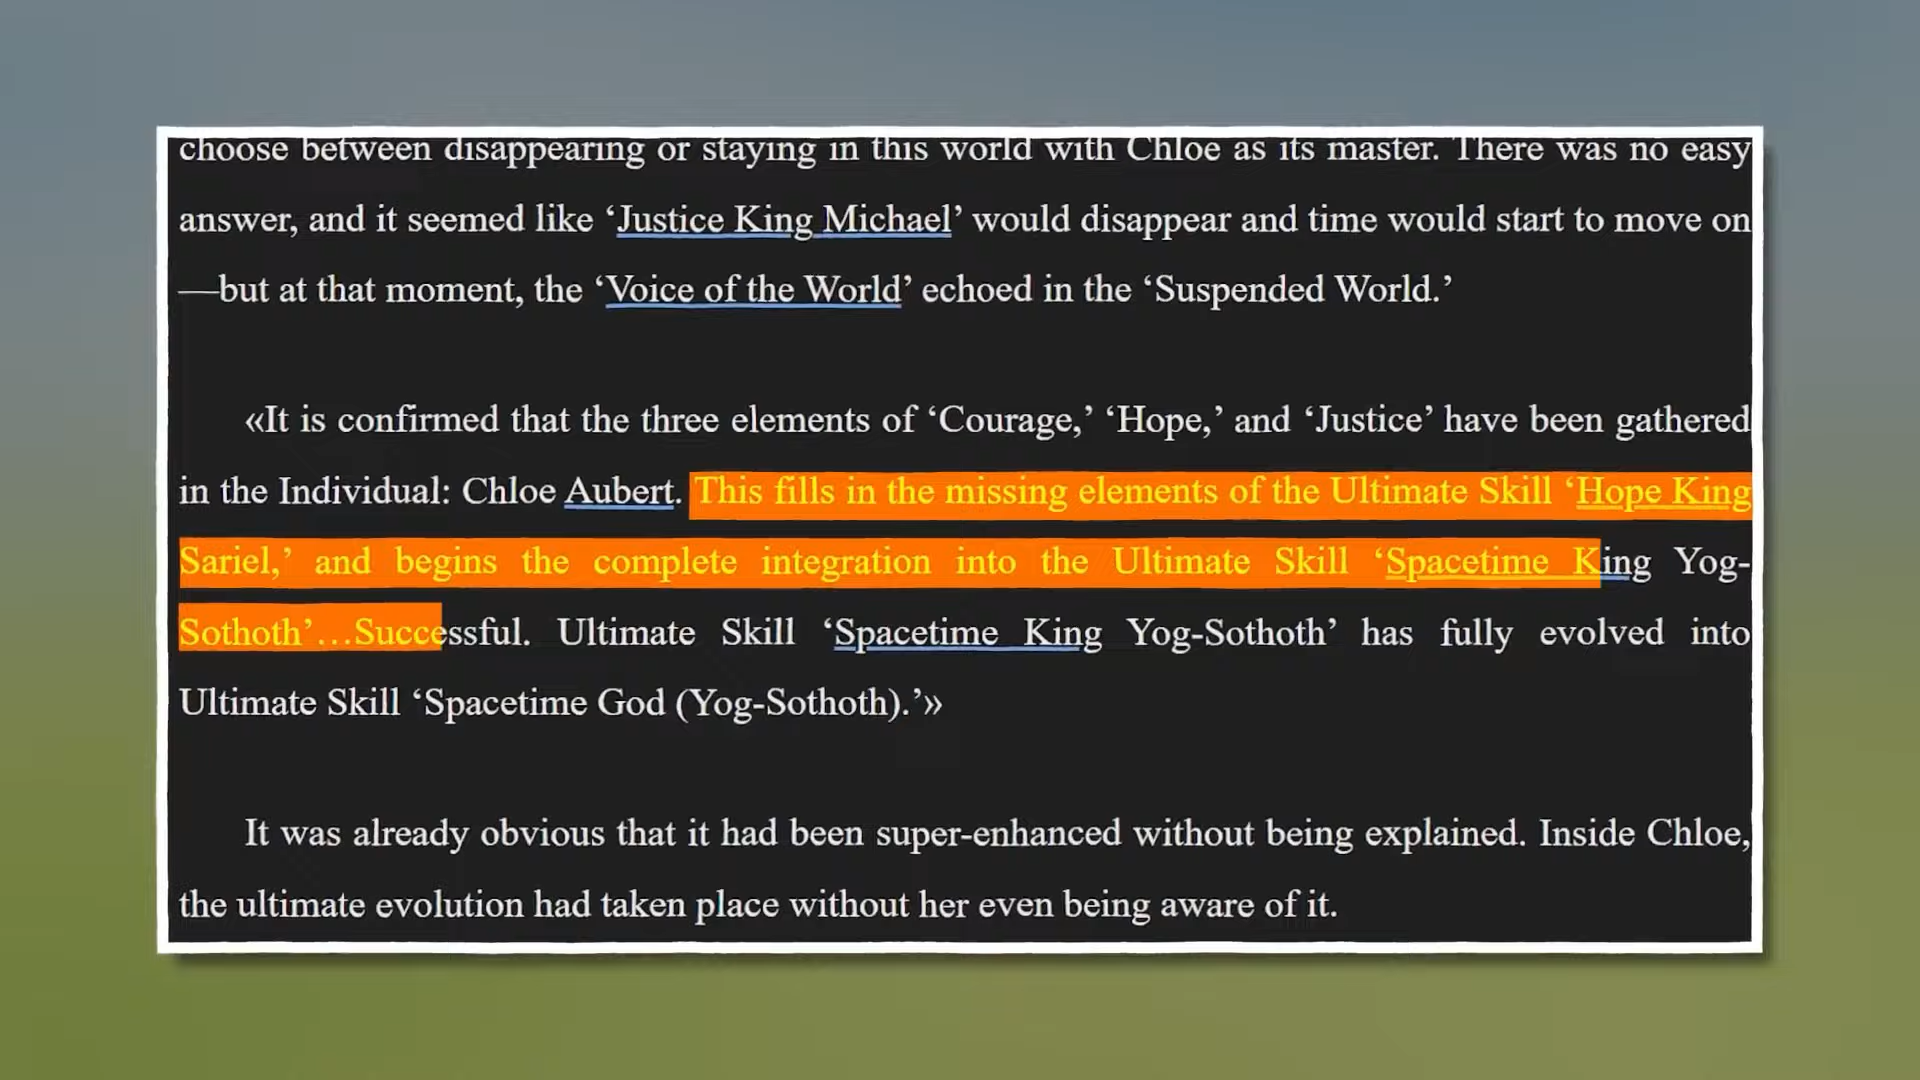 choose between disappearing or staying in this world with Chloe as its master. There was no easy
answer, and it seemed like ‘Justice King Michael’ would disappear and time would start to move on
—but at that moment, the ‘Voice of the World’ echoed in the ‘Suspended World.’
«It is confirmed that the three elements of ‘Courage,’ ‘Hope,’ and ‘Justice’ have been gathered
in the Individual: Chloe Aubert. This fills in the missing elements of the Ultimate Skill ‘Hope King
Sariel,’ and begins the complete integration into the Ultimate Skill ‘Spacetime King Yog-
Sothoth’…Successful. Ultimate Skill ‘Spacetime King Yog-Sothoth’ has fully evolved into
Ultimate Skill ‘Spacetime God (Yog-Sothoth).’»
It was already obvious that it had been super-enhanced without being explained. Inside Chloe,
the ultimate evolution had taken place without her even being aware of it.